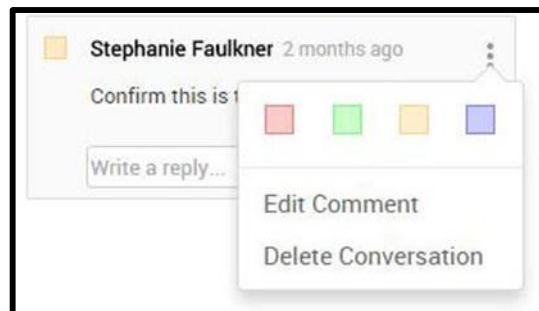 Stephanie Faulkner 2 months ago
Confirm this is
Write a reply...
Edit Comment
Delete Conversation